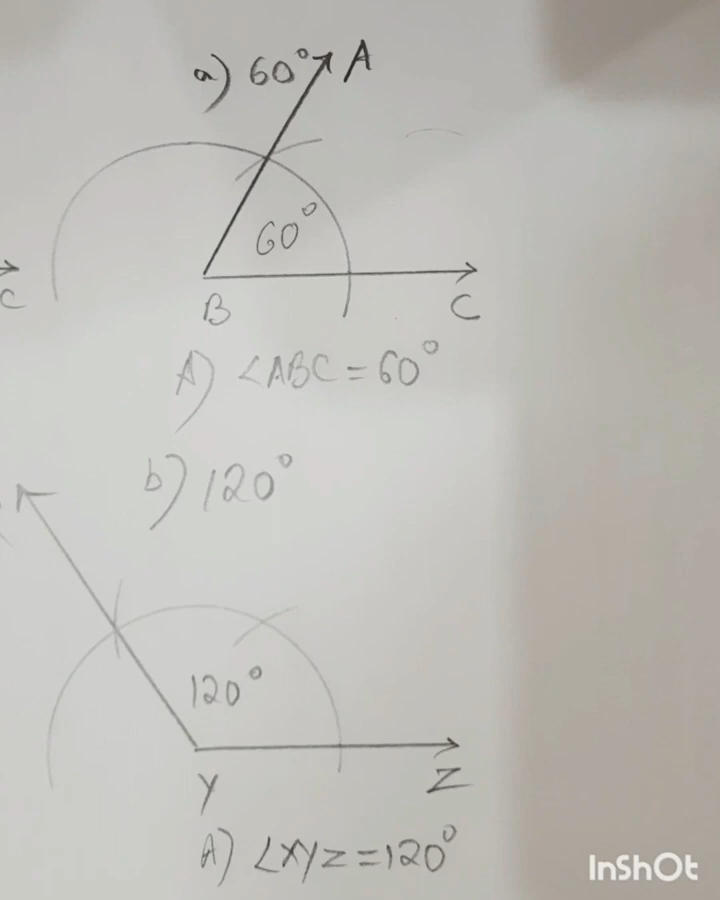 a) 60° A
60°
C
B C
A) ∠ABC = 60°
b) 120°
120°
Y Z
A) ∠XYZ = 120°
InShOt